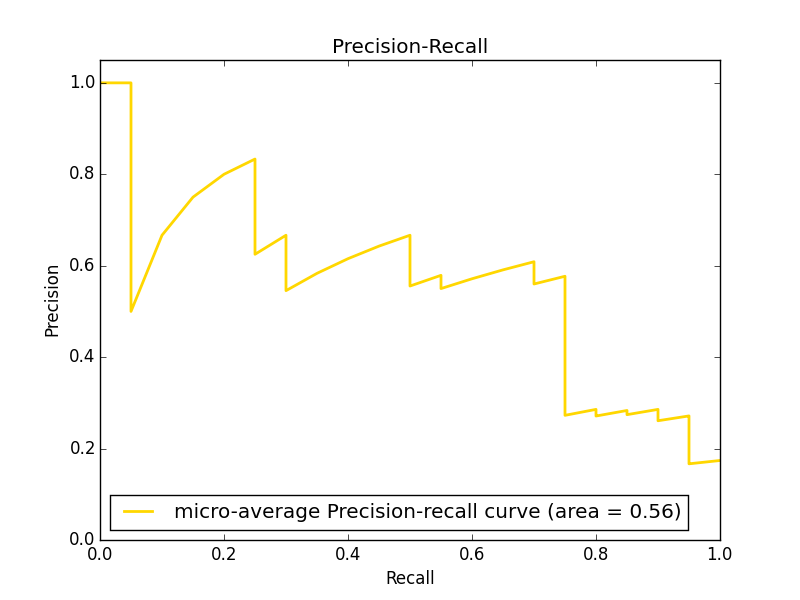 Precision-Recall
1.0
0.8
0.6
0.4
0.2
0.0
Precision
micro-average Precision-recall curve (area = 0.56)
0.0 0.2 0.4 0.6 0.8 1.0
Recall